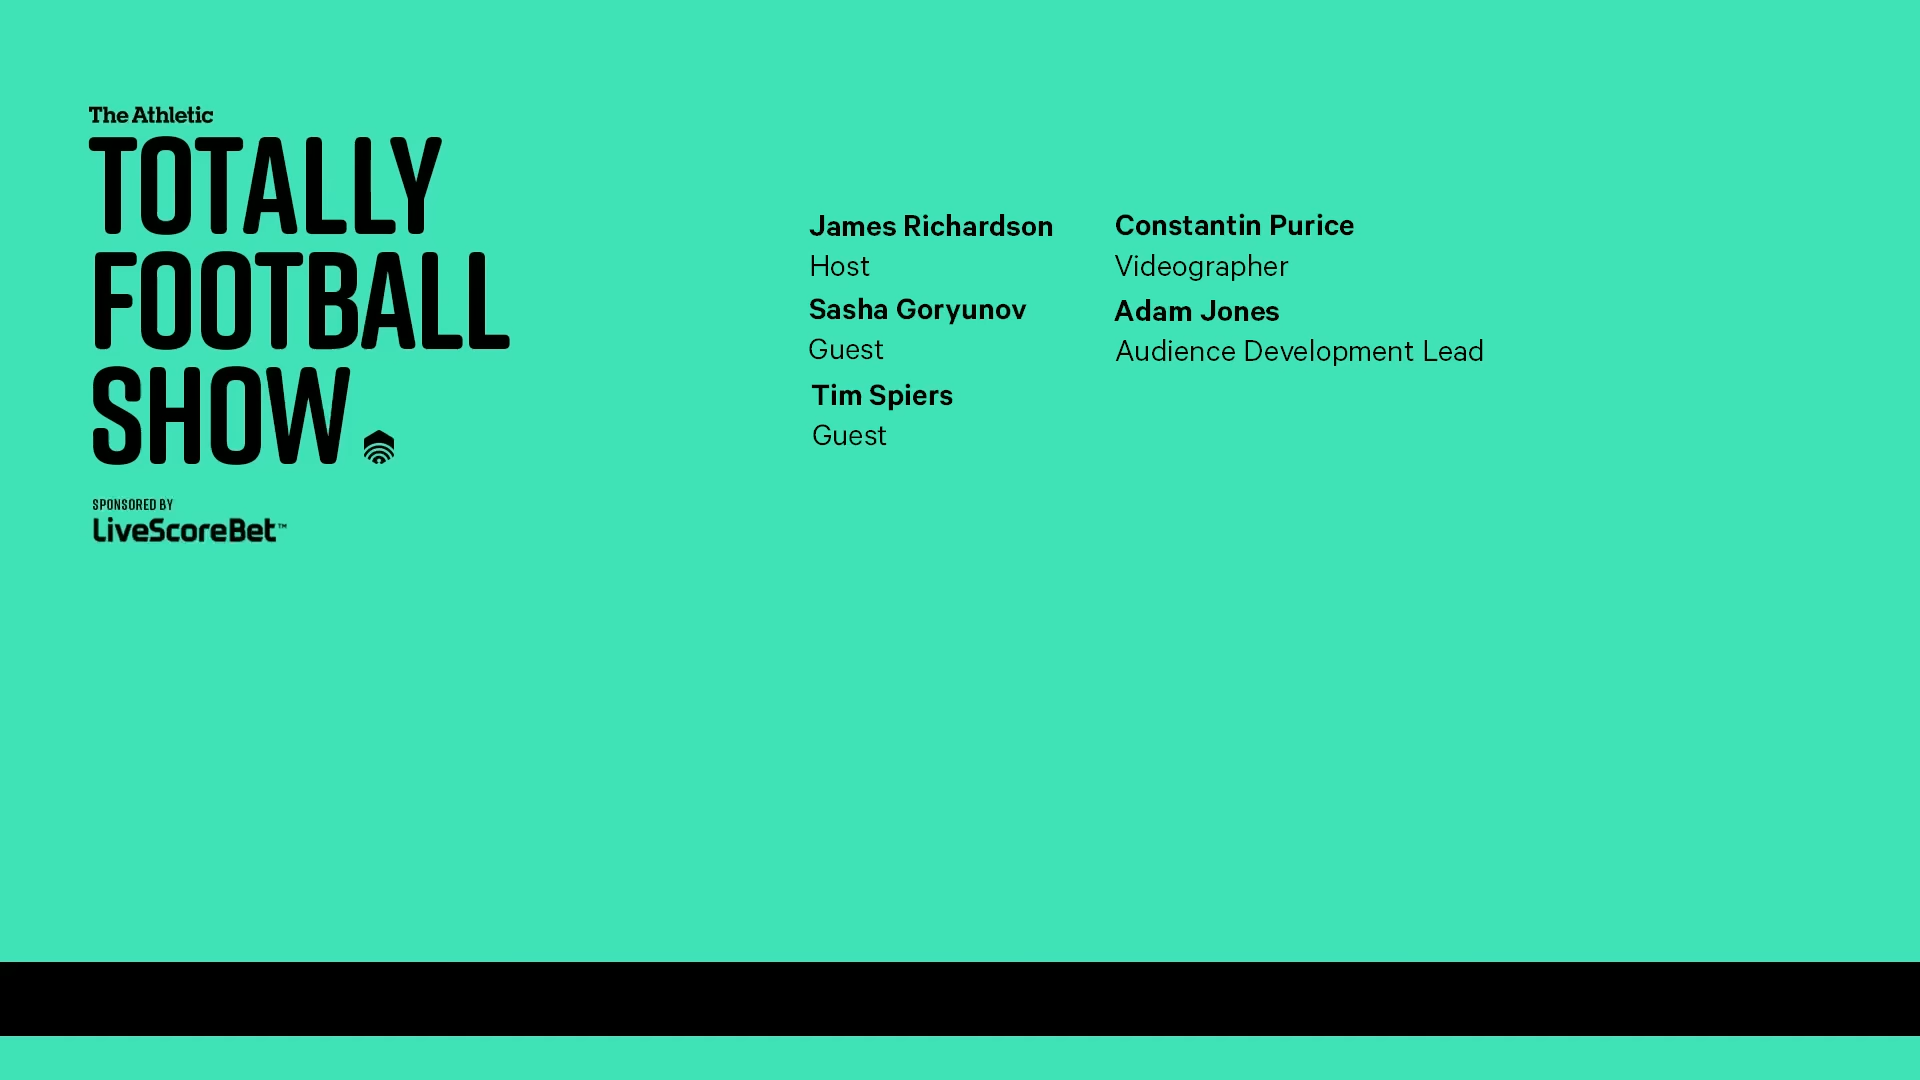 The Athletic
TOTALLY
FOOTBALL
SHOW
SPONSORED BY
LiveScoreBet™
James Richardson
Host
Sasha Goryunov
Guest
Tim Spiers
Guest
Constantin Purice
Videographer
Adam Jones
Audience Development Lead